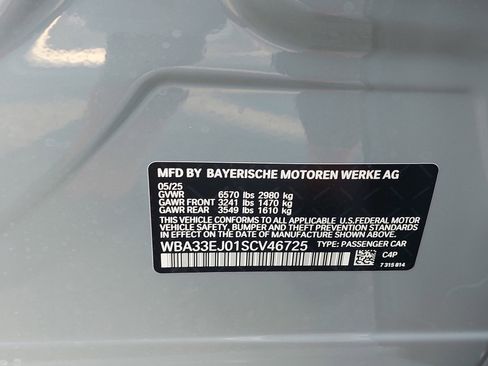 MFD BY BAYERISCHE MOTOREN WERKE AG
05/25
GVWR 6570 lbs 2980 kg
GAWR FRONT 3241 lbs 1470 kg
GAWR REAR 3549 lbs 1610 kg
THIS VEHICLE CONFORMS TO ALL APPLICABLE U.S.FEDERAL MOTOR
VEHICLE SAFETY, BUMPER, AND THEFT PREVENTION STANDARDS
IN EFFECT ON THE DATE OF MANUFACTURE SHOWN ABOVE.
WBA33EJ01SCV46725 TYPE: PASSENGER CAR
C4P
7 315 814